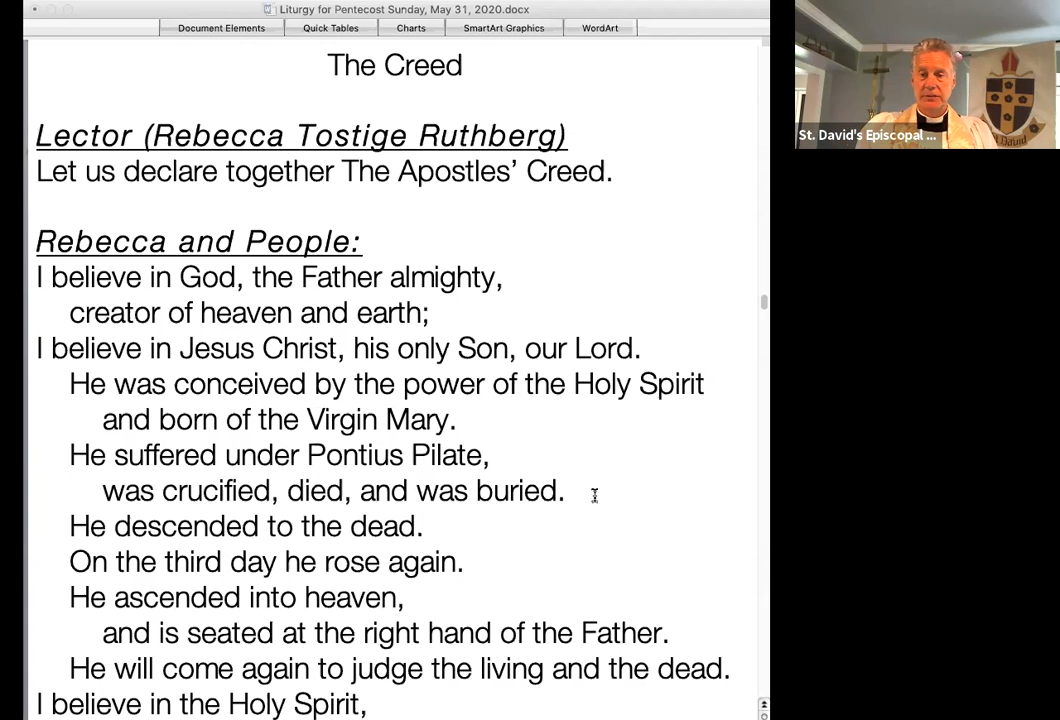 Liturgy for Pentecost Sunday, May 31, 2020.docx
Document Elements Quick Tables Charts SmartArt Graphics WordArt
The Creed
Lector (Rebecca Tostige Ruthberg)
Let us declare together The Apostles’ Creed.
Rebecca and People:
I believe in God, the Father almighty,
creator of heaven and earth;
I believe in Jesus Christ, his only Son, our Lord.
He was conceived by the power of the Holy Spirit
and born of the Virgin Mary.
He suffered under Pontius Pilate,
was crucified, died, and was buried.
He descended to the dead.
On the third day he rose again.
He ascended into heaven,
and is seated at the right hand of the Father.
He will come again to judge the living and the dead.
I believe in the Holy Spirit,
St. David's Episcopal ...
David